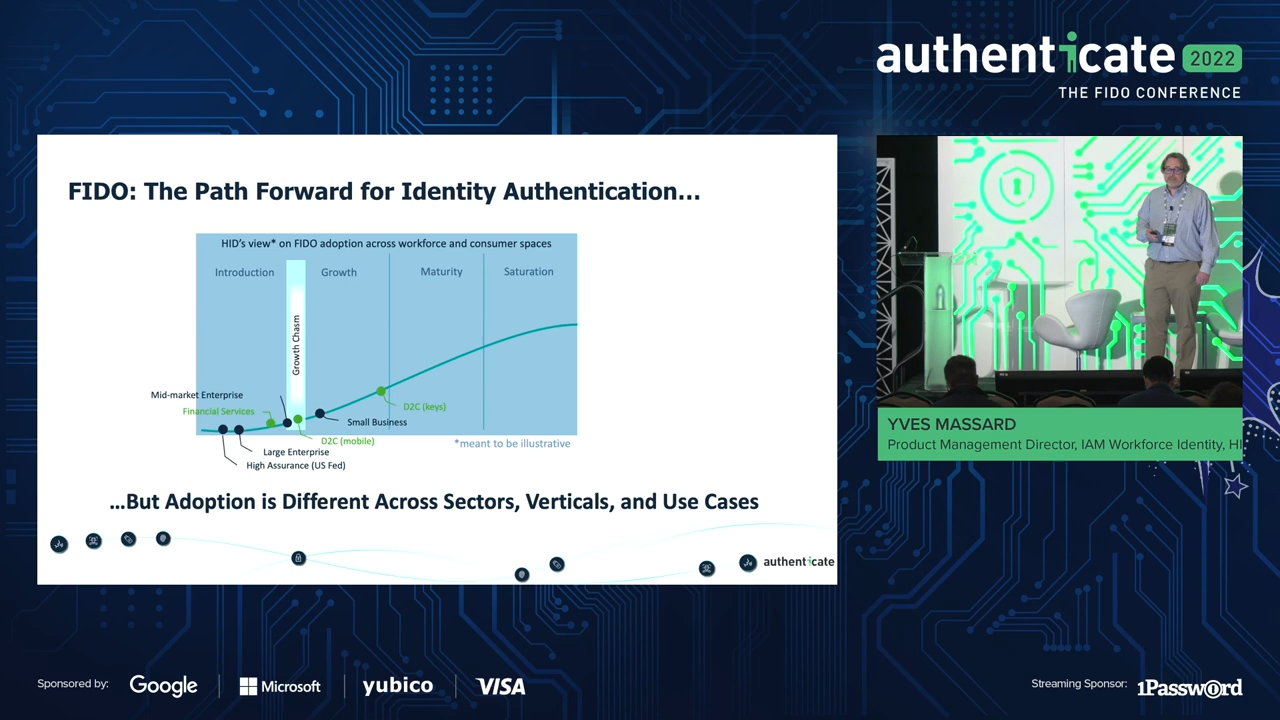 authenticate 2022
THE FIDO CONFERENCE
FIDO: The Path Forward for Identity Authentication...
HID's view* on FIDO adoption across workforce and consumer spaces
Introduction
Growth
Maturity
Saturation
Growth Chasm
Mid-market Enterprise
Financial Services
D2C (keys)
Small Business
D2C (mobile)
*meant to be illustrative
Large Enterprise
High Assurance (US Fed)
...But Adoption is Different Across Sectors, Verticals, and Use Cases
authenticate
YVES MASSARD
Product Management Director, IAM Workforce Identity, HI
Sponsored by:
Google
Microsoft
yubico
VISA
Streaming Sponsor:
1Password